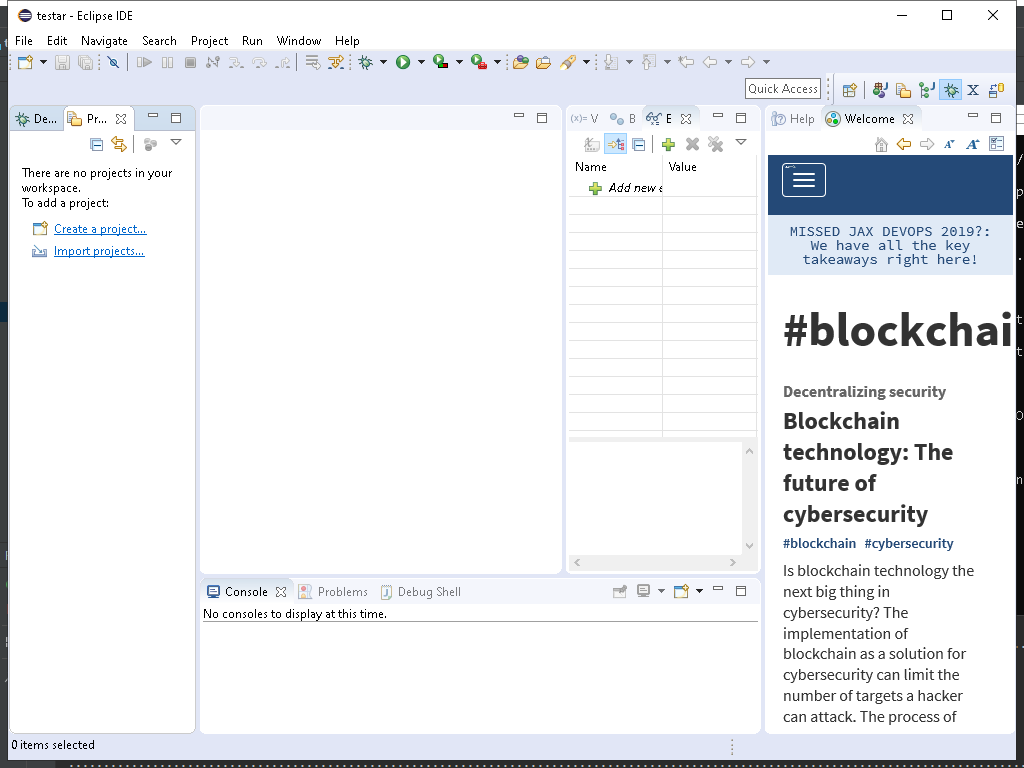 testar - Eclipse IDE
File Edit Navigate Search Project Run Window Help
Quick Access
De... Pr...
(x)= V B E
Help Welcome
There are no projects in your
workspace.
To add a project:
Create a project...
Import projects...
Name Value
Add new e
MISSED JAX DEVOPS 2019?:
We have all the key
takeaways right here!
#blockchai
Decentralizing security
Blockchain
technology: The
future of
cybersecurity
#blockchain #cybersecurity
Is blockchain technology the
next big thing in
cybersecurity? The
implementation of
blockchain as a solution for
cybersecurity can limit the
number of targets a hacker
can attack. The process of
Console Problems Debug Shell
No consoles to display at this time.
0 items selected